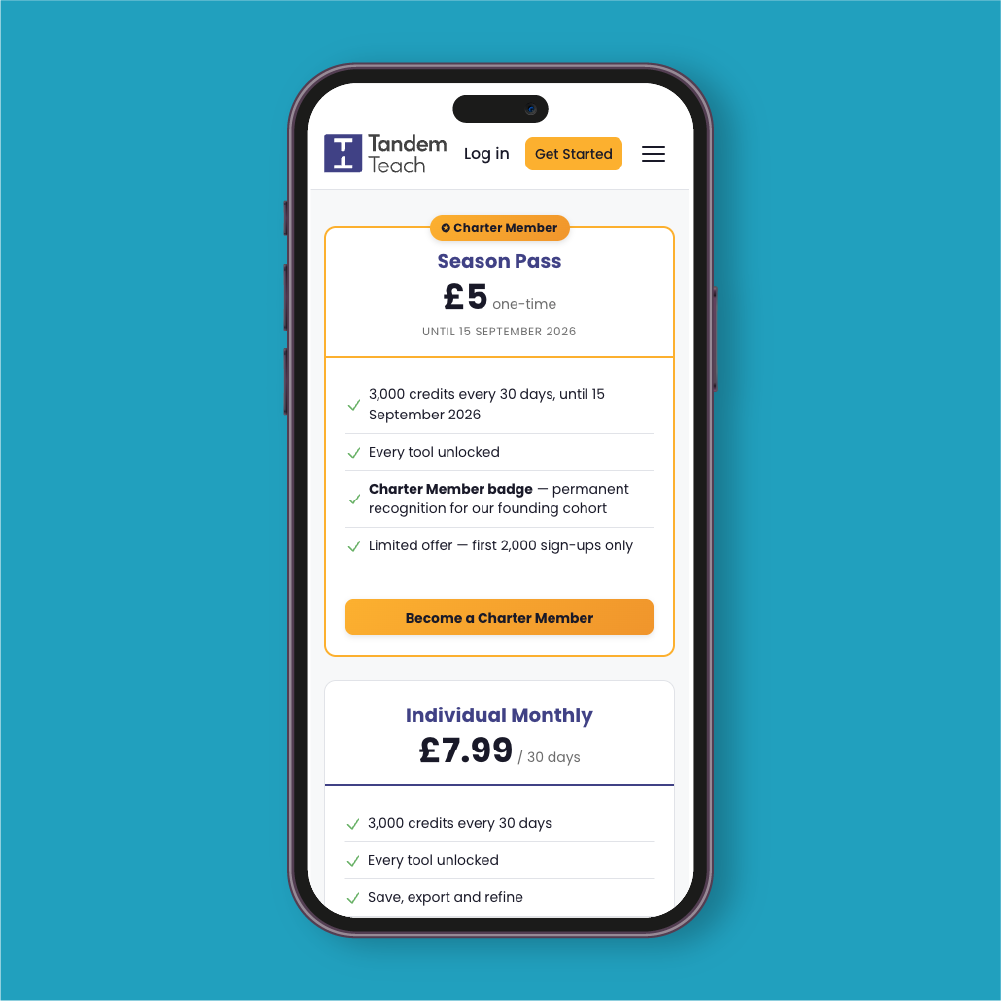 Tandem
Teach
Log in
Get Started
Charter Member
Season Pass
£5 one-time
UNTIL 15 SEPTEMBER 2026
3,000 credits every 30 days, until 15
September 2026
Every tool unlocked
Charter Member badge — permanent
recognition for our founding cohort
Limited offer — first 2,000 sign-ups only
Become a Charter Member
Individual Monthly
£7.99 / 30 days
3,000 credits every 30 days
Every tool unlocked
Save, export and refine